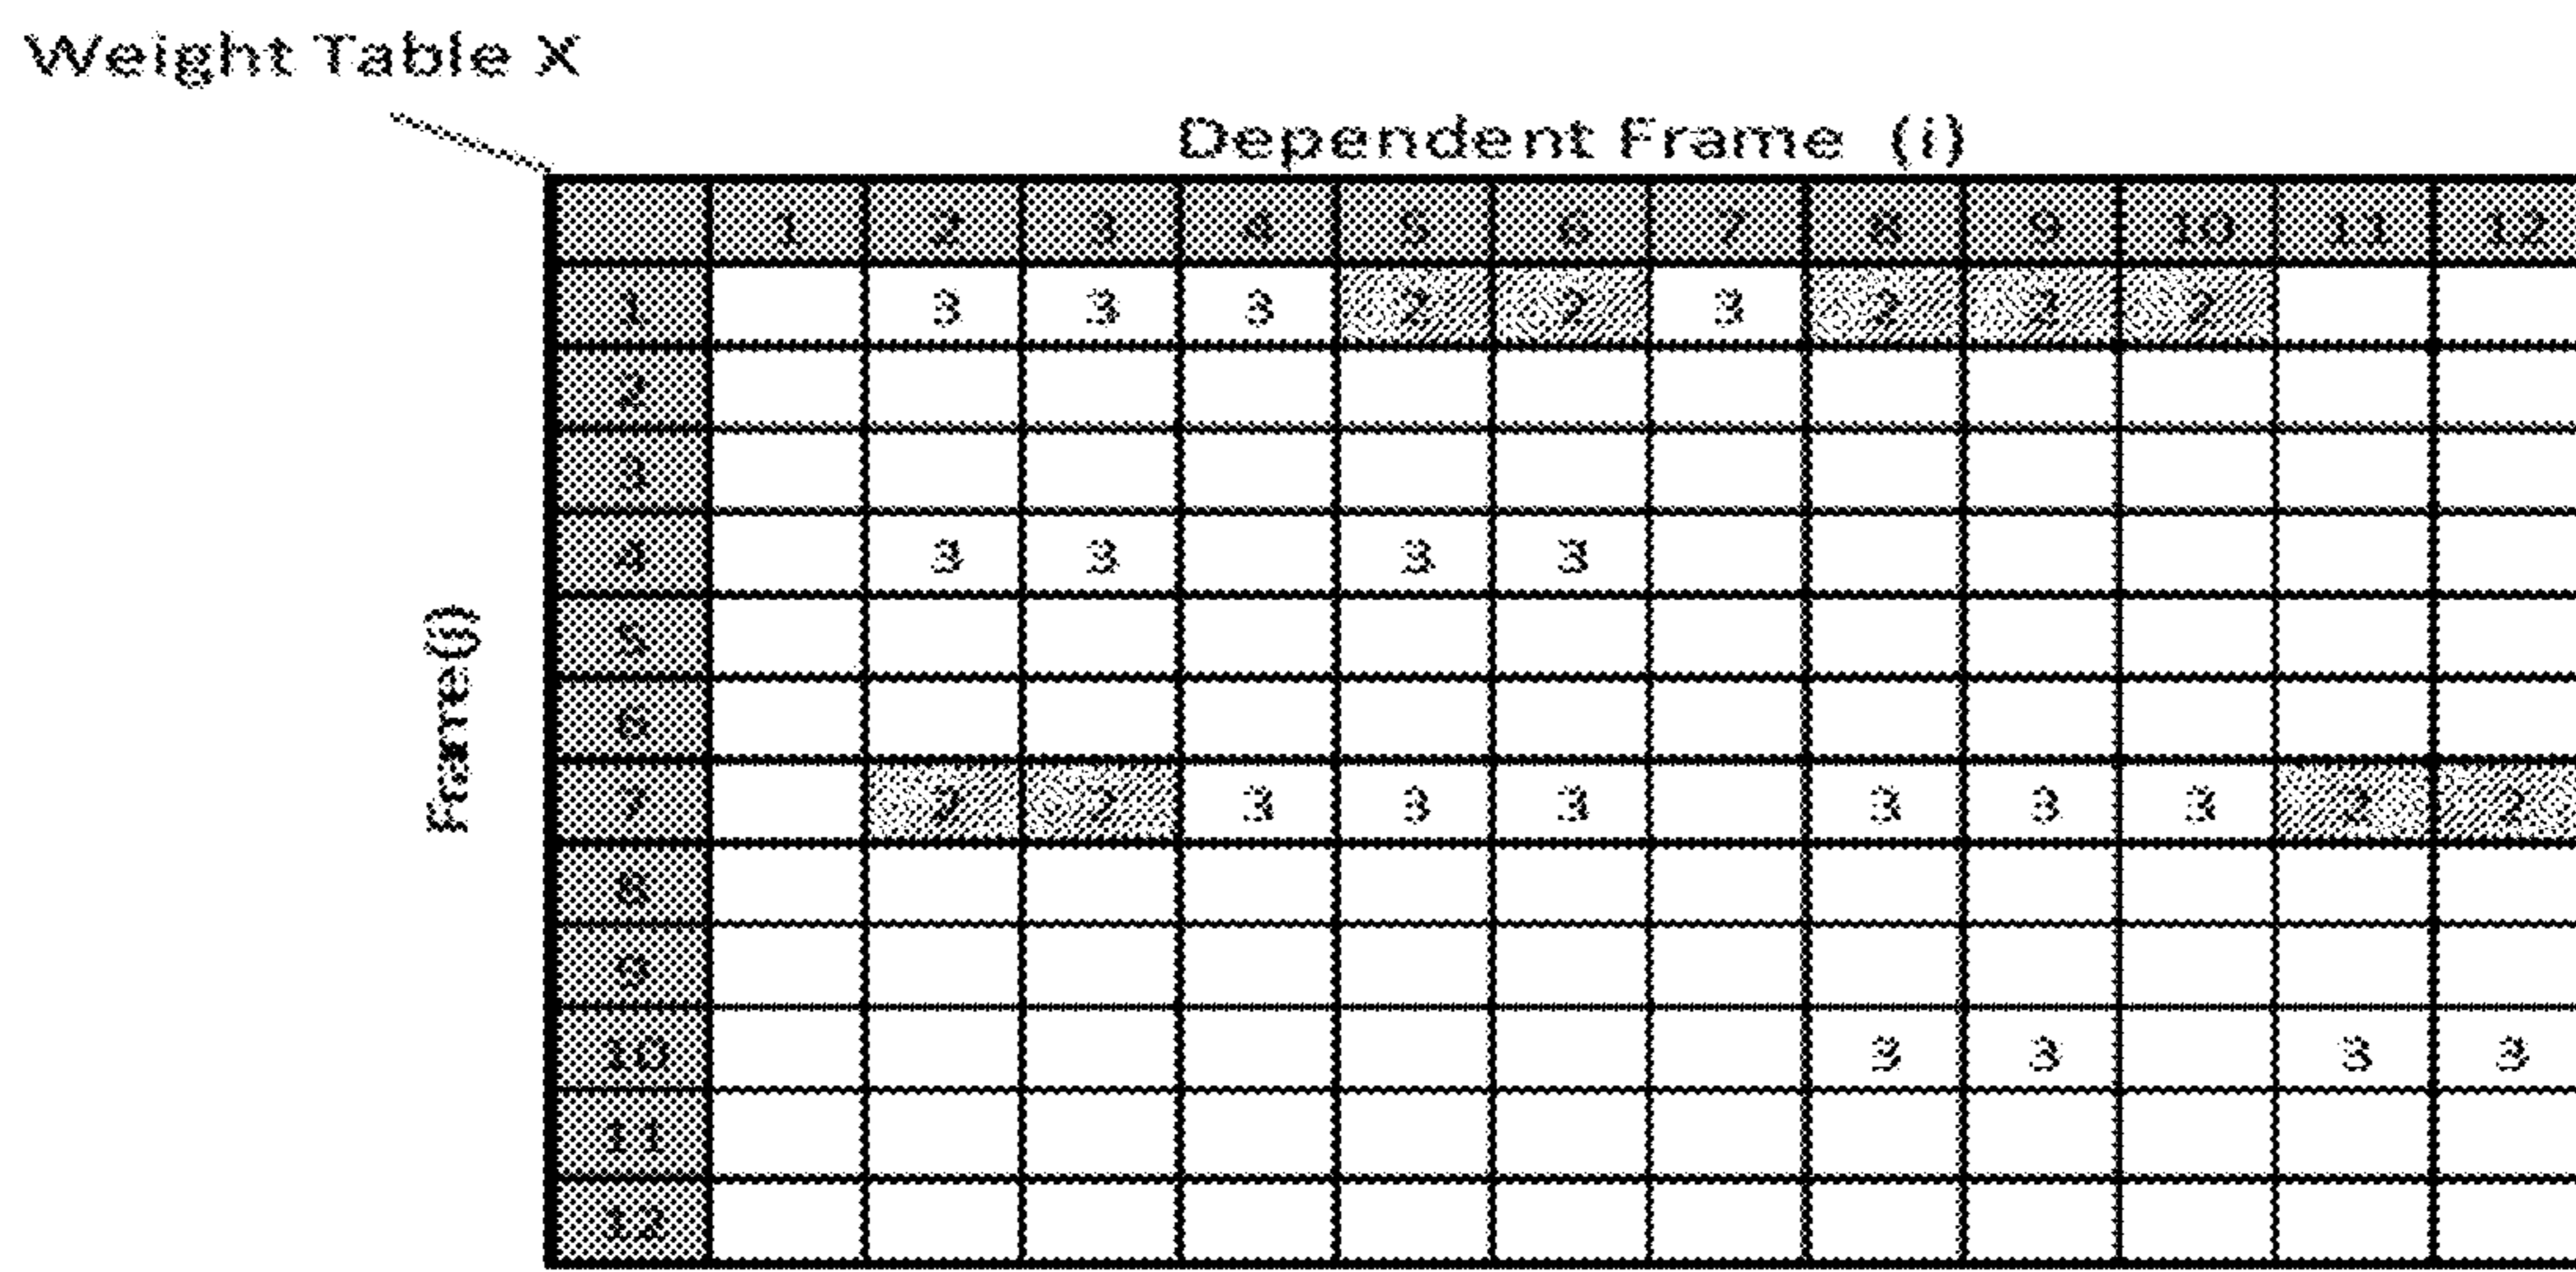 Weight Table X
Dependent Frame (i)
1 2 3 4 5 6 7 8 9 10 11 12
1 3 3 3 2 2 3 2 2 2
2
3
4 3 3 3 3
Frame(j)
5
6
7 2 2 3 3 3 3 3 3 2 2
8
9
10 3 3 3 3
11
12